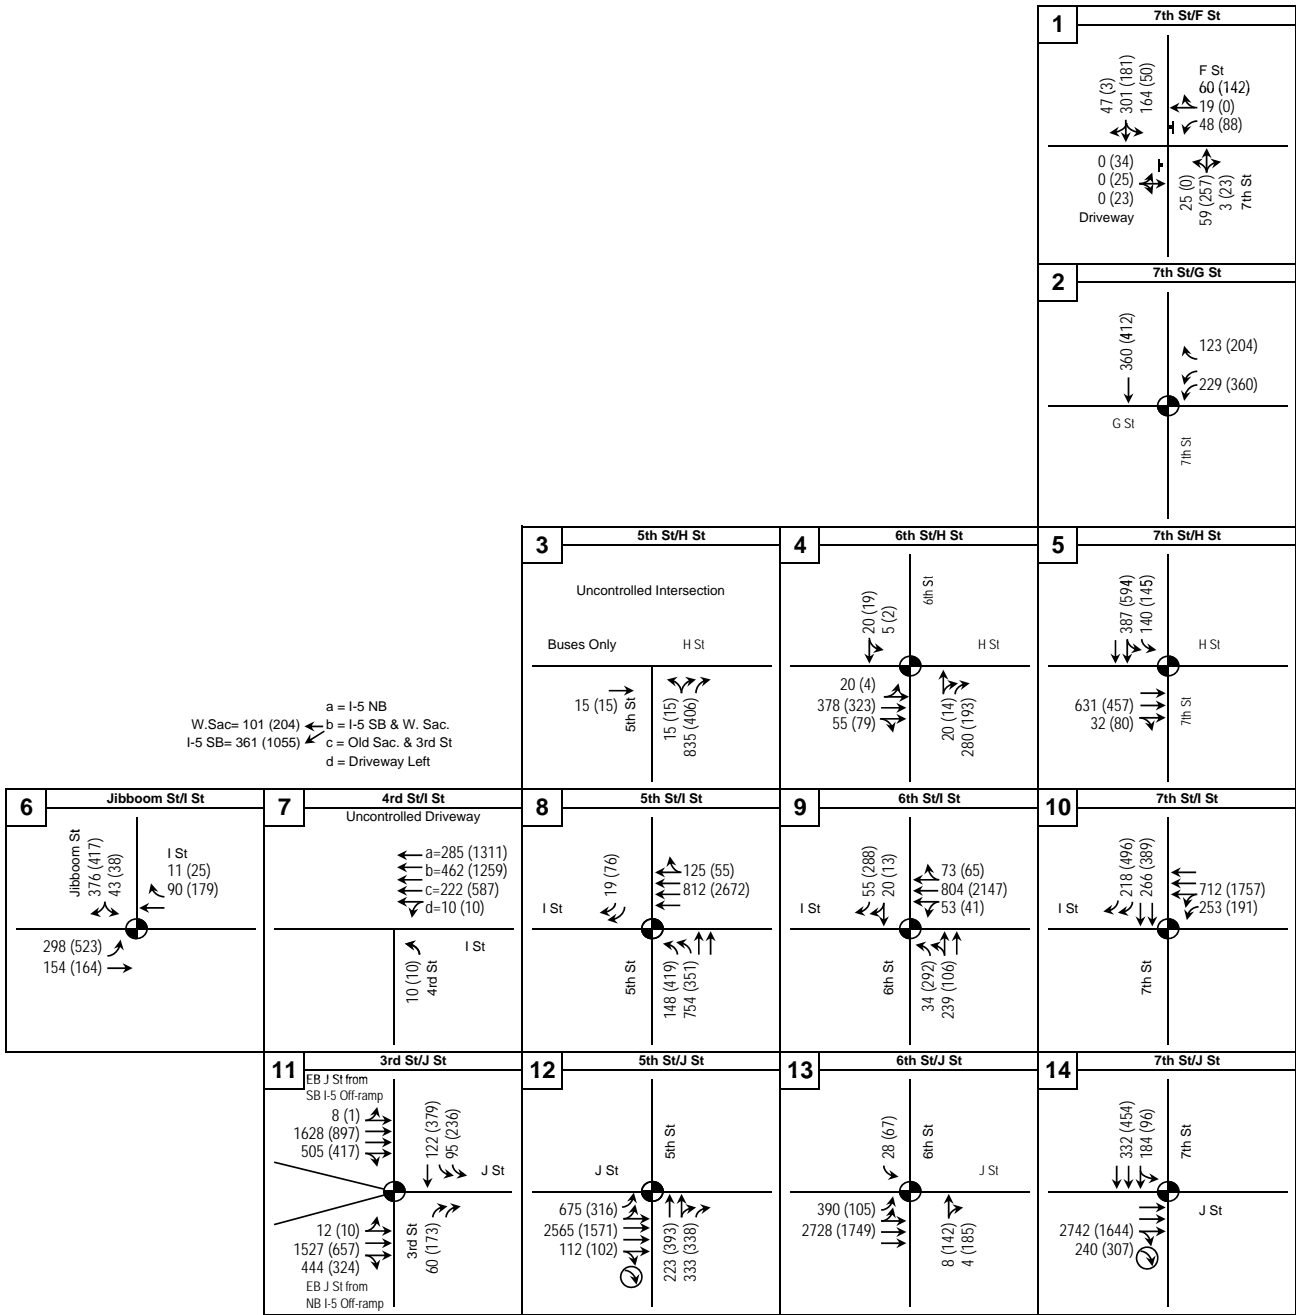 1
7th St/F St
47 (3)
301 (181)
164 (50)
F St
60 (142)
19 (0)
48 (88)
0 (34)
0 (25)
0 (23)
Driveway
25 (0)
59 (257)
3 (23)
7th St
2
7th St/G St
360 (412)
123 (204)
229 (360)
G St
7th St
3
5th St/H St
Uncontrolled Intersection
Buses Only
H St
15 (15)
5th St
15 (15)
835 (406)
4
6th St/H St
20 (19)
5 (2)
6th St
H St
20 (4)
378 (323)
55 (79)
20 (14)
280 (193)
5
7th St/H St
387 (594)
140 (145)
H St
631 (457)
32 (80)
7th St
a = I-5 NB
W.Sac= 101 (204)
b = I-5 SB & W. Sac.
I-5 SB= 361 (1055)
c = Old Sac. & 3rd St
d = Driveway Left
6
Jibboom St/I St
Jibboom St
376 (417)
43 (38)
I St
11 (25)
90 (179)
298 (523)
154 (164)
7
4rd St/I St
Uncontrolled Driveway
a=285 (1311)
b=462 (1259)
c=222 (587)
d=10 (10)
I St
10 (10)
4rd St
8
5th St/I St
19 (76)
125 (55)
812 (2672)
I St
5th St
148 (419)
754 (351)
9
6th St/I St
55 (288)
20 (13)
73 (65)
804 (2147)
53 (41)
I St
6th St
34 (292)
239 (106)
10
7th St/I St
218 (496)
266 (389)
712 (1757)
253 (191)
I St
7th St
11
3rd St/J St
EB J St from
SB I-5 Off-ramp
8 (1)
1628 (897)
505 (417)
122 (379)
95 (236)
J St
12 (10)
1527 (657)
444 (324)
3rd St
60 (173)
EB J St from
NB I-5 Off-ramp
12
5th St/J St
5th St
J St
675 (316)
2565 (1571)
112 (102)
223 (393)
333 (338)
13
6th St/J St
28 (67)
6th St
J St
390 (105)
2728 (1749)
8 (142)
4 (185)
14
7th St/J St
332 (454)
184 (96)
7th St
J St
2742 (1644)
240 (307)